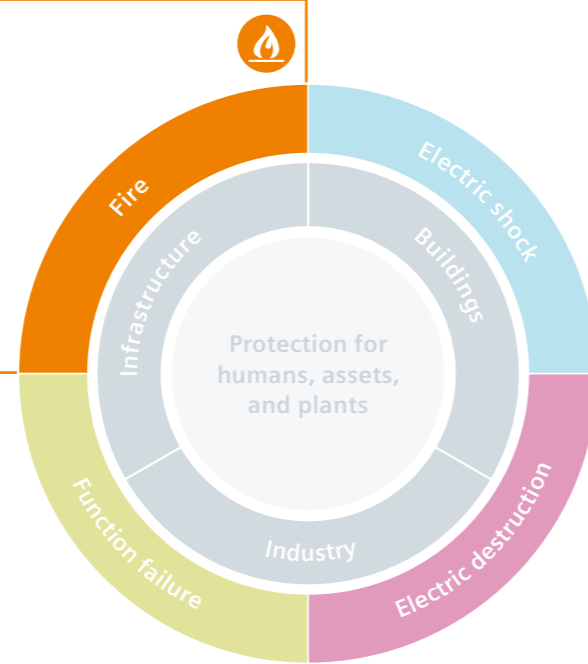 Fire
Electric shock
Infrastructure
Buildings
Protection for
humans, assets,
and plants
Function failure
Industry
Electric destruction